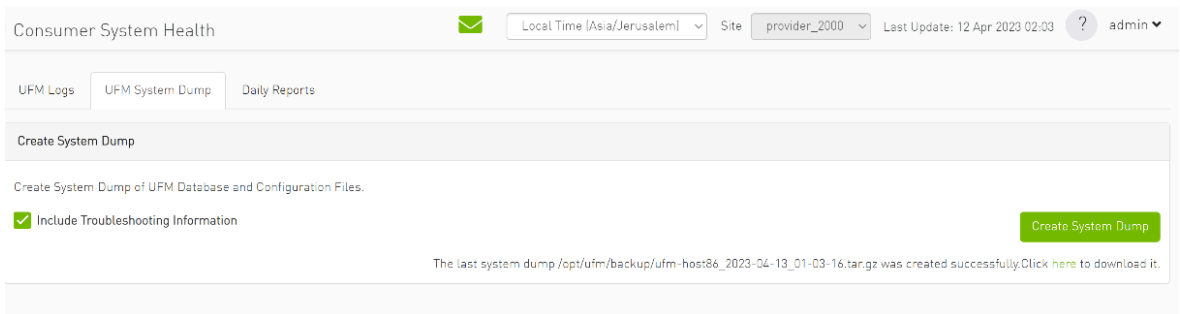 Consumer System Health
Local Time (Asia/Jerusalem)
Site
provider_2000
Last Update: 12 Apr 2023 02:03
?
admin
UFM Logs
UFM System Dump
Daily Reports
Create System Dump
Create System Dump of UFM Database and Configuration Files.
Include Troubleshooting Information
Create System Dump
The last system dump /opt/ufm/backup/ufm-host86_2023-04-13_01-03-16.tar.gz was created successfully.Click here to download it.